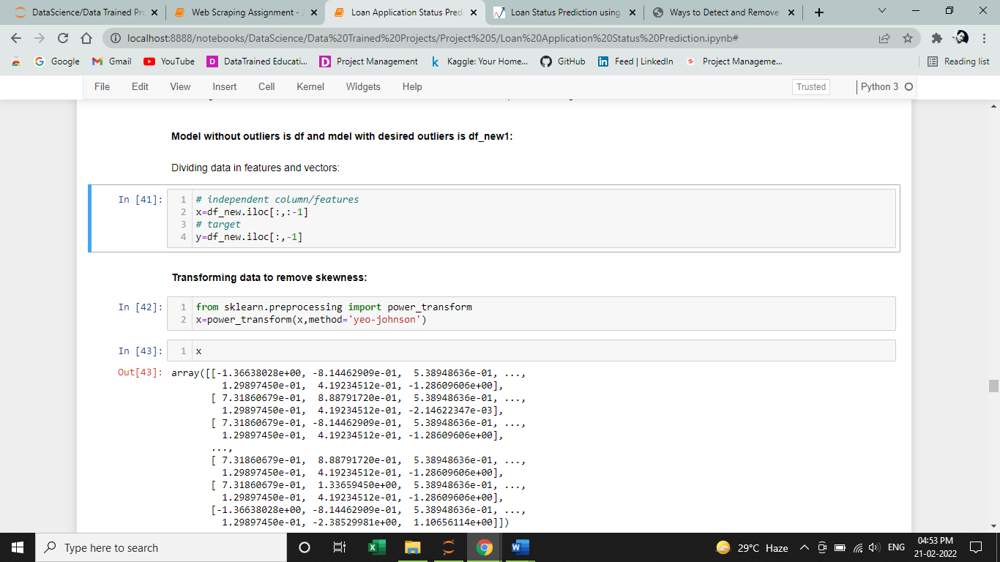 DataScience/Data Trained Pro
Web Scraping Assignment - J
Loan Application Status Predi
Loan Status Prediction using
Ways to Detect and Remove
localhost:8888/notebooks/DataScience/Data%20Trained%20Projects/Project%205/Loan%20Application%20Status%20Prediction.ipynb#
Google
Gmail
YouTube
DataTrained Educati...
Project Management
Kaggle: Your Home...
GitHub
Feed | LinkedIn
Project Manageme...
Reading list
File Edit View Insert Cell Kernel Widgets Help
Trusted
Python 3
Model without outliers is df and mdel with desired outliers is df_new1:
Dividing data in features and vectors:
In [41]:
1 # independent column/features
2 x=df_new.iloc[:,:-1]
3 # target
4 y=df_new.iloc[:,-1]
Transforming data to remove skewness:
In [42]:
1 from sklearn.preprocessing import power_transform
2 x=power_transform(x,method='yeo-johnson')
In [43]:
1 x
Out[43]: array([[-1.36638028e+00, -8.14462909e-01, 5.38948636e-01, ...,
1.29897450e-01, 4.19234512e-01, -1.28609606e+00],
[ 7.31860679e-01, 8.88791720e-01, 5.38948636e-01, ...,
1.29897450e-01, 4.19234512e-01, -2.14622347e-03],
[ 7.31860679e-01, -8.14462909e-01, 5.38948636e-01, ...,
1.29897450e-01, 4.19234512e-01, -1.28609606e+00],
...,
[ 7.31860679e-01, 8.88791720e-01, 5.38948636e-01, ...,
1.29897450e-01, 4.19234512e-01, -1.28609606e+00],
[ 7.31860679e-01, 1.33659450e+00, 5.38948636e-01, ...,
1.29897450e-01, 4.19234512e-01, -1.28609606e+00],
[-1.36638028e+00, -8.14462909e-01, 5.38948636e-01, ...,
1.29897450e-01, -2.38529981e+00, 1.10656114e+00]])
Type here to search
29°C Haze
ENG
04:53 PM
21-02-2022